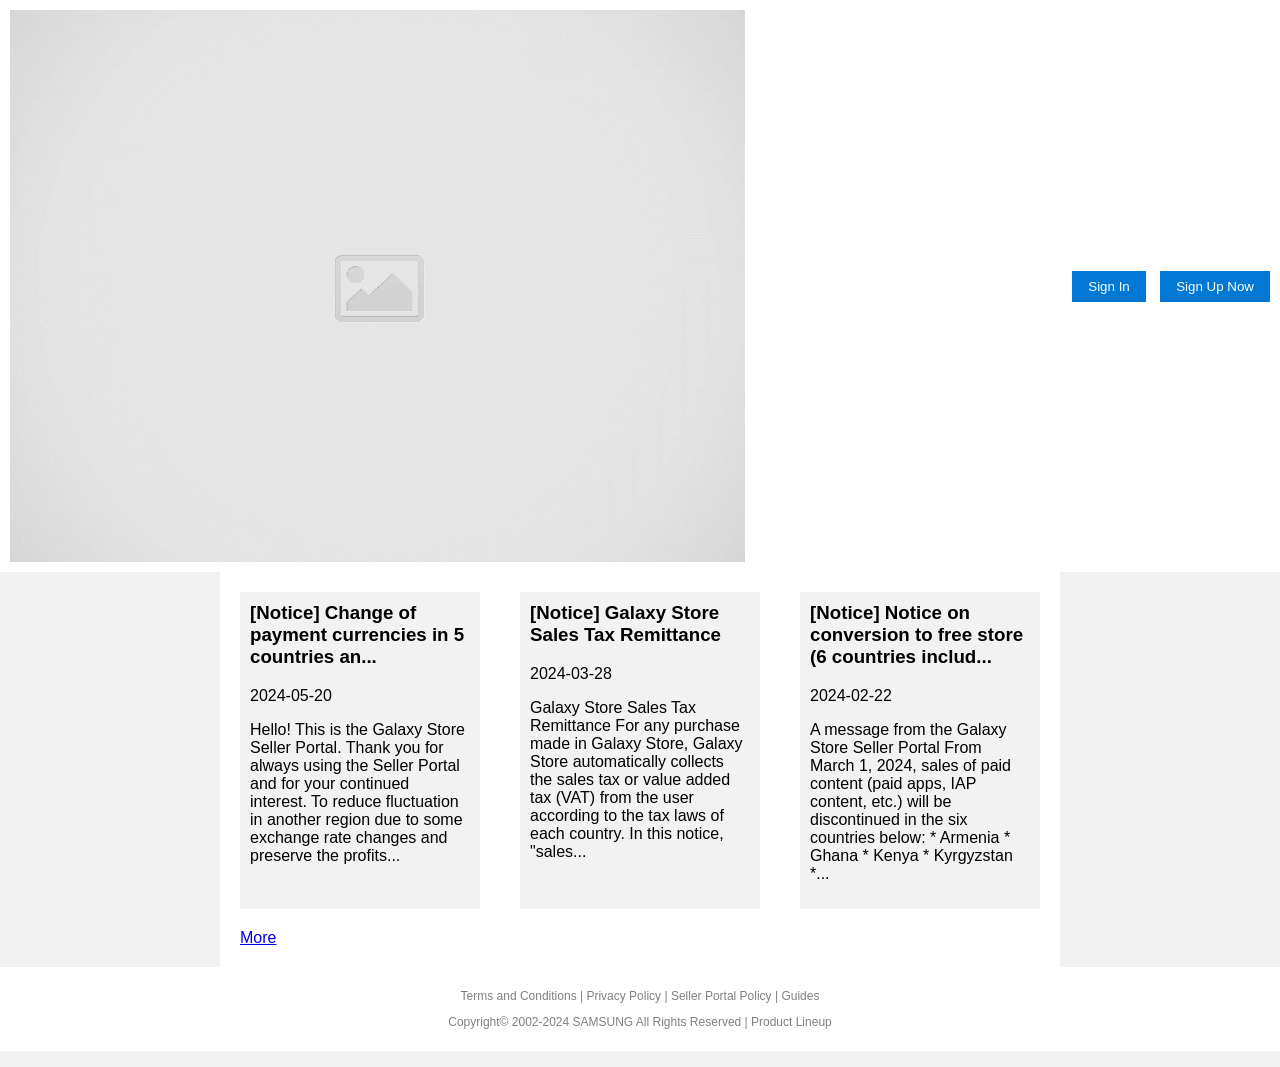 Sign In
Sign Up Now
[Notice] Change of
payment currencies in 5
countries an...
2024-05-20
Hello! This is the Galaxy Store
Seller Portal. Thank you for
always using the Seller Portal
and for your continued
interest. To reduce fluctuation
in another region due to some
exchange rate changes and
preserve the profits...
[Notice] Galaxy Store
Sales Tax Remittance
2024-03-28
Galaxy Store Sales Tax
Remittance For any purchase
made in Galaxy Store, Galaxy
Store automatically collects
the sales tax or value added
tax (VAT) from the user
according to the tax laws of
each country. In this notice,
"sales...
[Notice] Notice on
conversion to free store
(6 countries includ...
2024-02-22
A message from the Galaxy
Store Seller Portal From
March 1, 2024, sales of paid
content (paid apps, IAP
content, etc.) will be
discontinued in the six
countries below: * Armenia *
Ghana * Kenya * Kyrgyzstan
*...
More
Terms and Conditions | Privacy Policy | Seller Portal Policy | Guides
Copyright© 2002-2024 SAMSUNG All Rights Reserved | Product Lineup